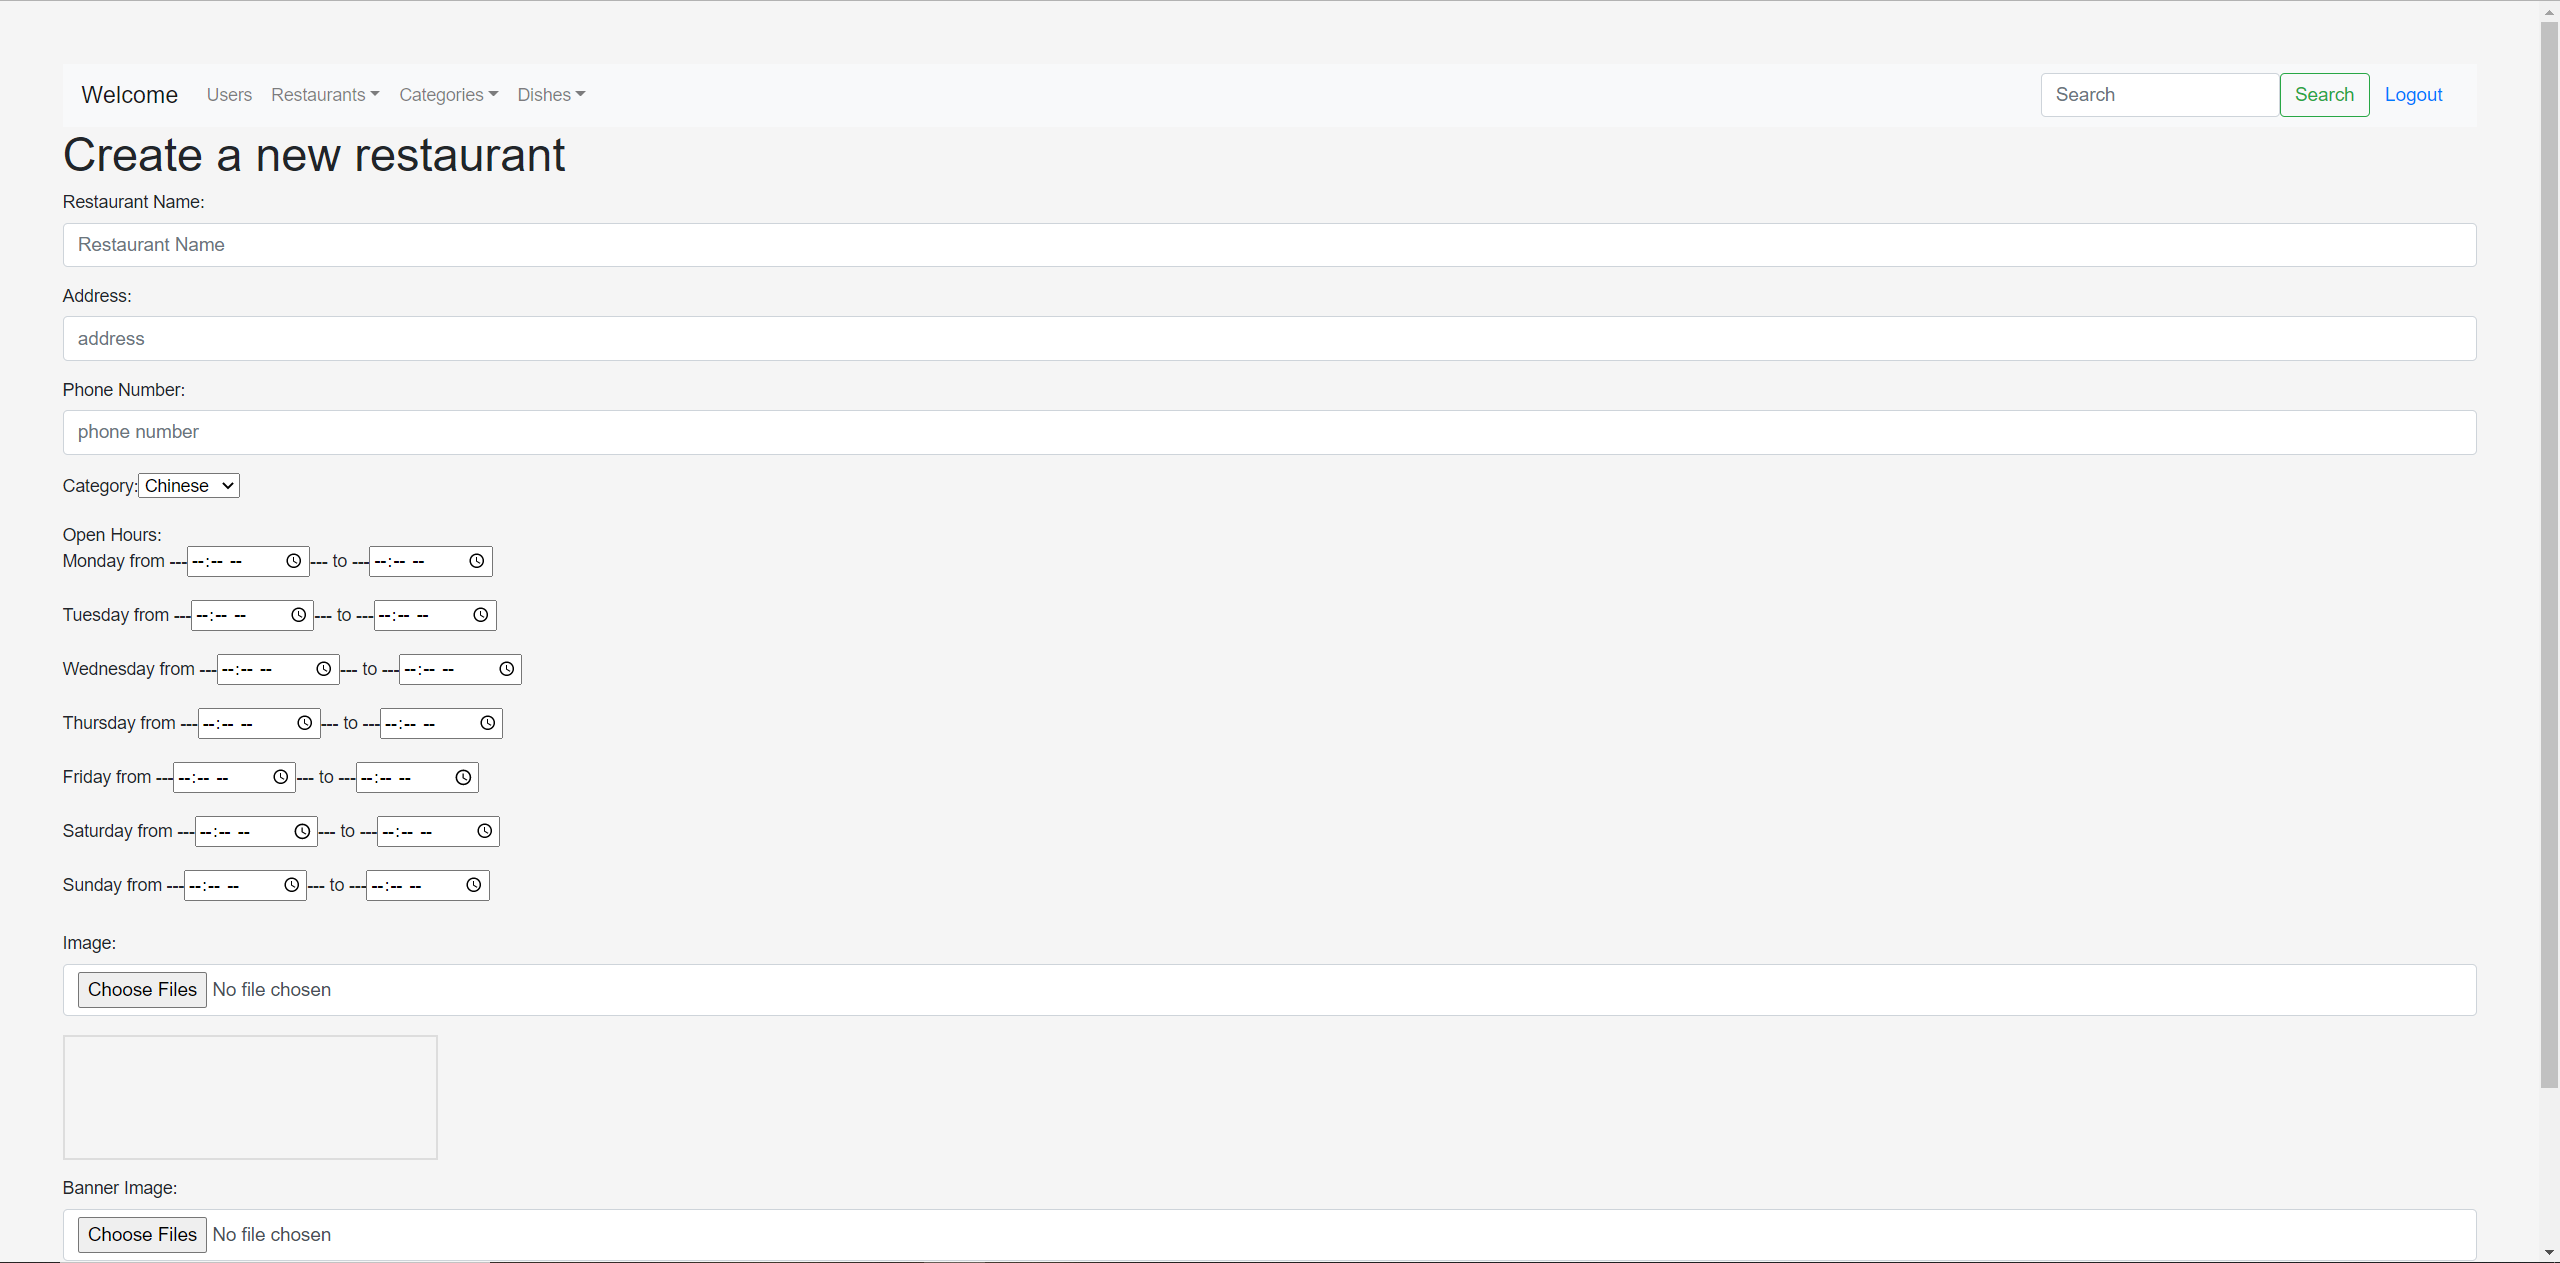 Welcome Users Restaurants Categories Dishes Search Search Logout
Create a new restaurant
Restaurant Name:
Restaurant Name
Address:
address
Phone Number:
phone number
Category: Chinese
Open Hours:
Monday from --- --:-- -- --- to --- --:-- --
Tuesday from --- --:-- -- --- to --- --:-- --
Wednesday from --- --:-- -- --- to --- --:-- --
Thursday from --- --:-- -- --- to --- --:-- --
Friday from --- --:-- -- --- to --- --:-- --
Saturday from --- --:-- -- --- to --- --:-- --
Sunday from --- --:-- -- --- to --- --:-- --
Image:
Choose Files No file chosen
Banner Image:
Choose Files No file chosen